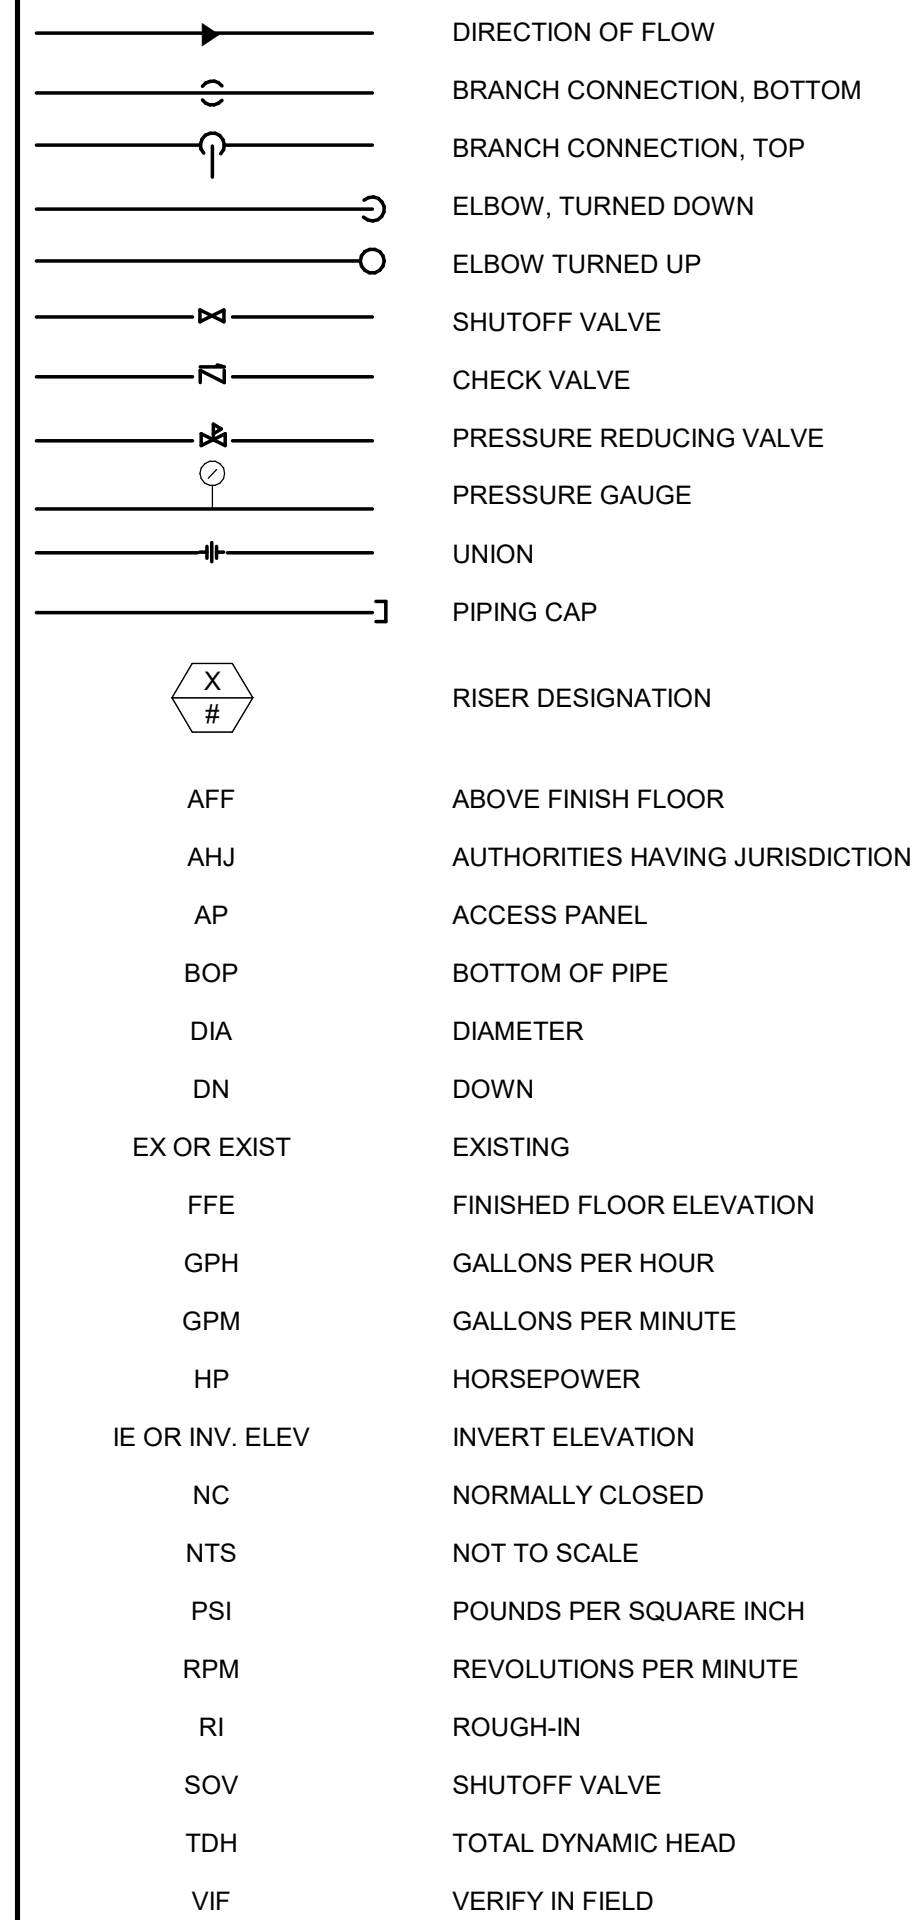 DIRECTION OF FLOW
BRANCH CONNECTION, BOTTOM
BRANCH CONNECTION, TOP
ELBOW, TURNED DOWN
ELBOW TURNED UP
SHUTOFF VALVE
CHECK VALVE
PRESSURE REDUCING VALVE
PRESSURE GAUGE
UNION
PIPING CAP
X
# RISER DESIGNATION
AFF ABOVE FINISH FLOOR
AHJ AUTHORITIES HAVING JURISDICTION
AP ACCESS PANEL
BOP BOTTOM OF PIPE
DIA DIAMETER
DN DOWN
EX OR EXIST EXISTING
FFE FINISHED FLOOR ELEVATION
GPH GALLONS PER HOUR
GPM GALLONS PER MINUTE
HP HORSEPOWER
IE OR INV. ELEV INVERT ELEVATION
NC NORMALLY CLOSED
NTS NOT TO SCALE
PSI POUNDS PER SQUARE INCH
RPM REVOLUTIONS PER MINUTE
RI ROUGH-IN
SOV SHUTOFF VALVE
TDH TOTAL DYNAMIC HEAD
VIF VERIFY IN FIELD